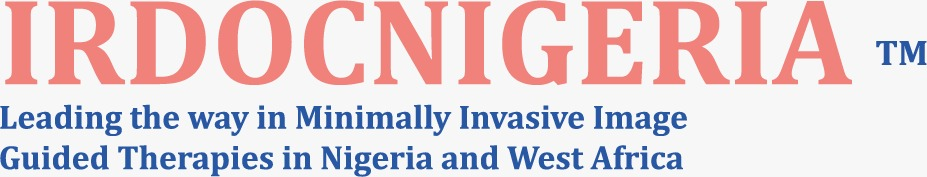 IRDOCNIGERIA TM
Leading the way in Minimally Invasive Image
Guided Therapies in Nigeria and West Africa